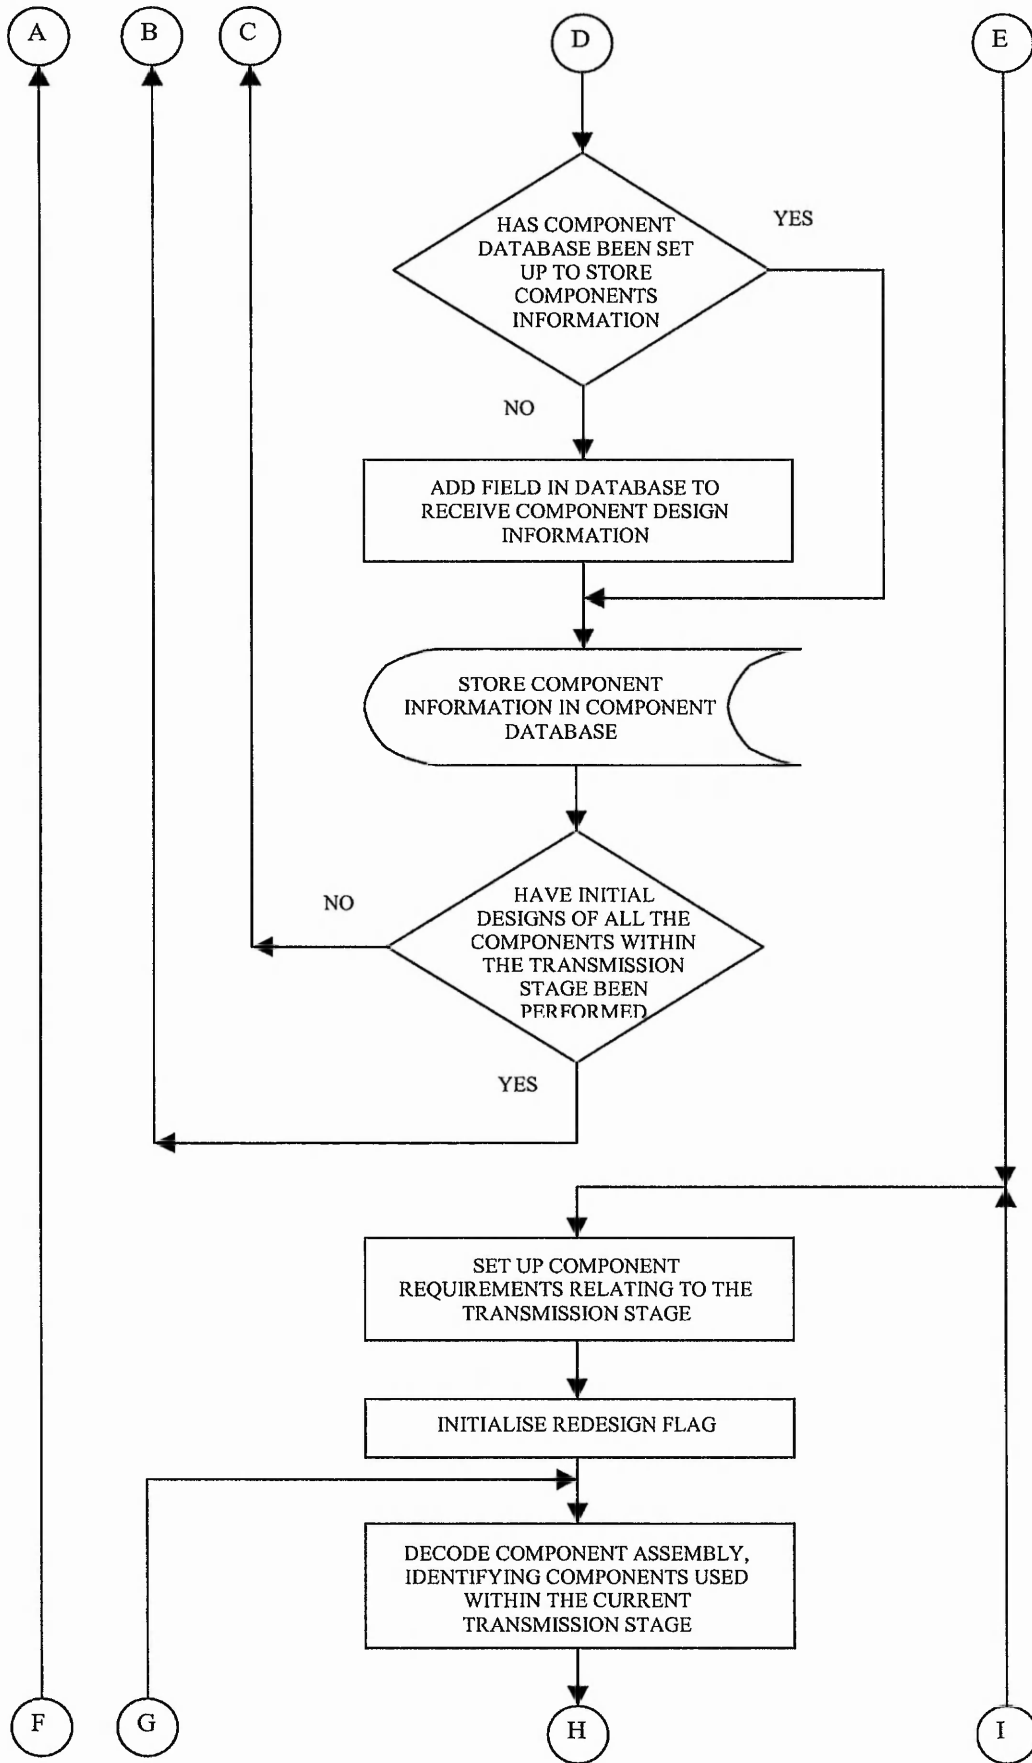 A
B
C
D
E
HAS COMPONENT
DATABASE BEEN SET
UP TO STORE
COMPONENTS
INFORMATION
YES
NO
ADD FIELD IN DATABASE TO
RECEIVE COMPONENT DESIGN
INFORMATION
STORE COMPONENT
INFORMATION IN COMPONENT
DATABASE
NO
HAVE INITIAL
DESIGNS OF ALL THE
COMPONENTS WITHIN
THE TRANSMISSION
STAGE BEEN
PERFORMED
YES
SET UP COMPONENT
REQUIREMENTS RELATING TO THE
TRANSMISSION STAGE
INITIALISE REDESIGN FLAG
DECODE COMPONENT ASSEMBLY,
IDENTIFYING COMPONENTS USED
WITHIN THE CURRENT
TRANSMISSION STAGE
F
G
H
I